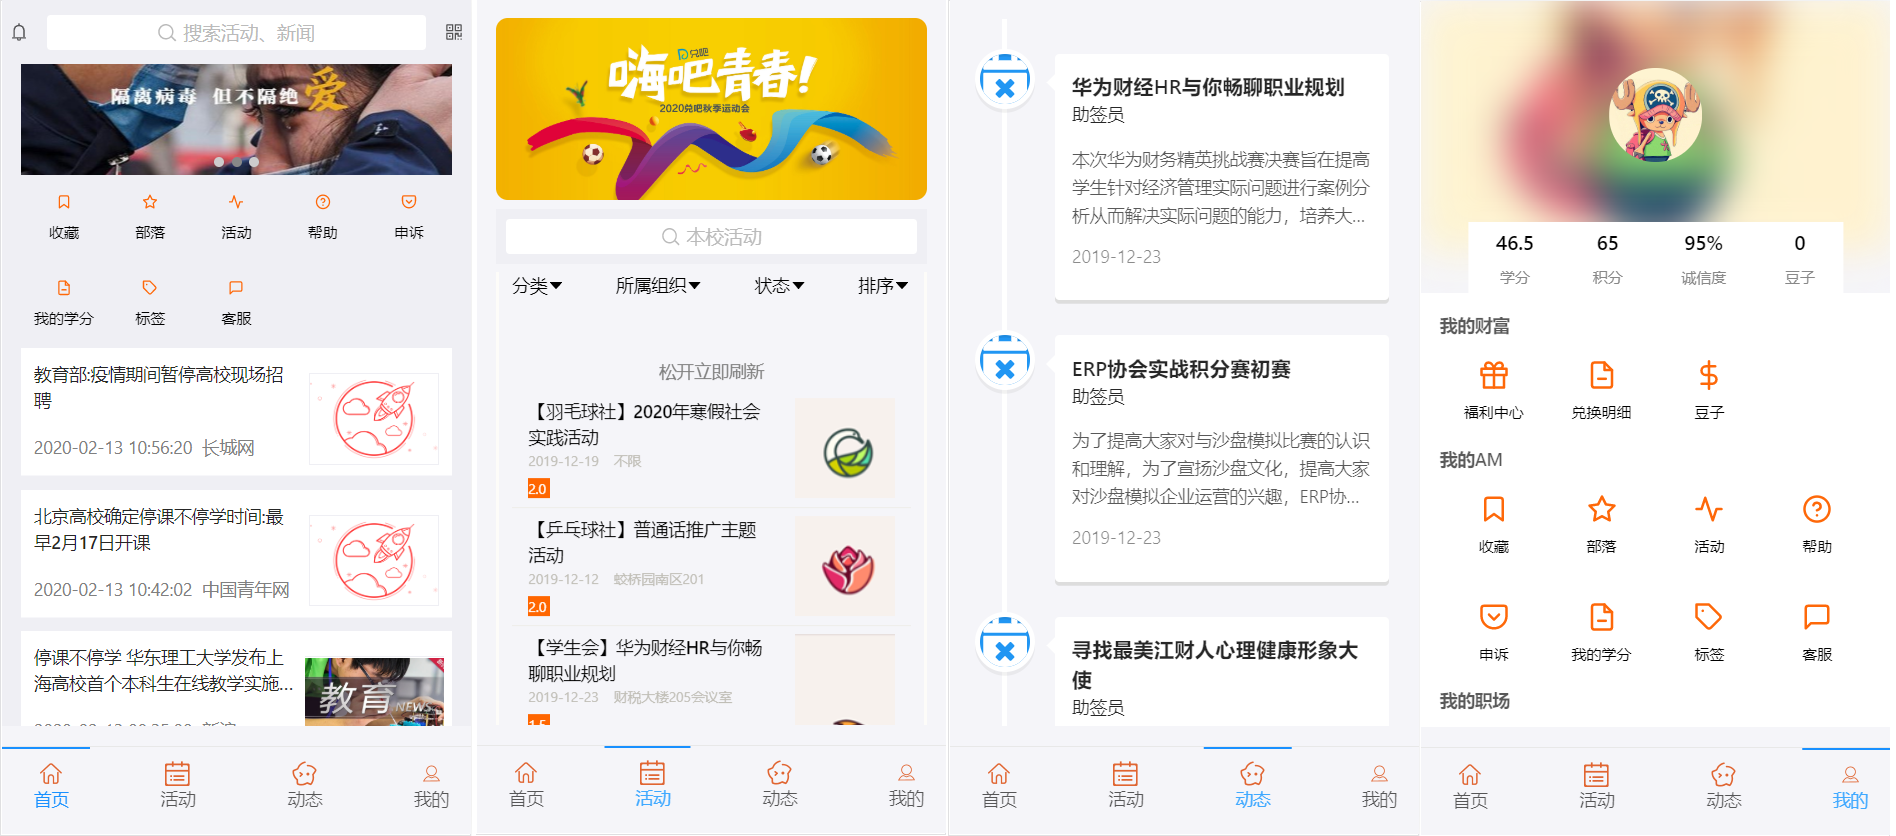 搜索活动、新闻
隔离病毒 但不隔绝爱
收藏
部落
活动
帮助
申诉
我的学分
标签
客服
教育部:疫情期间暂停高校现场招
聘
2020-02-13 10:56:20 长城网
北京高校确定停课不停学时间:最
早2月17日开课
2020-02-13 10:42:02 中国青年网
停课不停学 华东理工大学发布上
海高校首个本科生在线教学实施...
教育
NEWS
首页
活动
动态
我的
兑吧
嗨吧青春!
2020兑吧秋季运动会
本校活动
分类
所属组织
状态
排序
松开立即刷新
【羽毛球社】2020年寒假社会
实践活动
2019-12-19 不限
2.0
【乒乓球社】普通话推广主题
活动
2019-12-12 蛟桥园南区201
2.0
【学生会】华为财经HR与你畅
聊职业规划
2019-12-23 财税大楼205会议室
1.5
首页
活动
动态
我的
华为财经HR与你畅聊职业规划
助签员
本次华为财务精英挑战赛决赛旨在提高
学生针对经济管理实际问题进行案例分
析从而解决实际问题的能力，培养大...
2019-12-23
ERP协会实战积分赛初赛
助签员
为了提高大家对与沙盘模拟比赛的认识
和理解，为了宣扬沙盘文化，提高大家
对沙盘模拟企业运营的兴趣，ERP协...
2019-12-23
寻找最美江财人心理健康形象大
使
助签员
首页
活动
动态
我的
46.5
65
95%
0
学分
积分
诚信度
豆子
我的财富
福利中心
兑换明细
豆子
我的AM
收藏
部落
活动
帮助
申诉
我的学分
标签
客服
我的职场
首页
活动
动态
我的